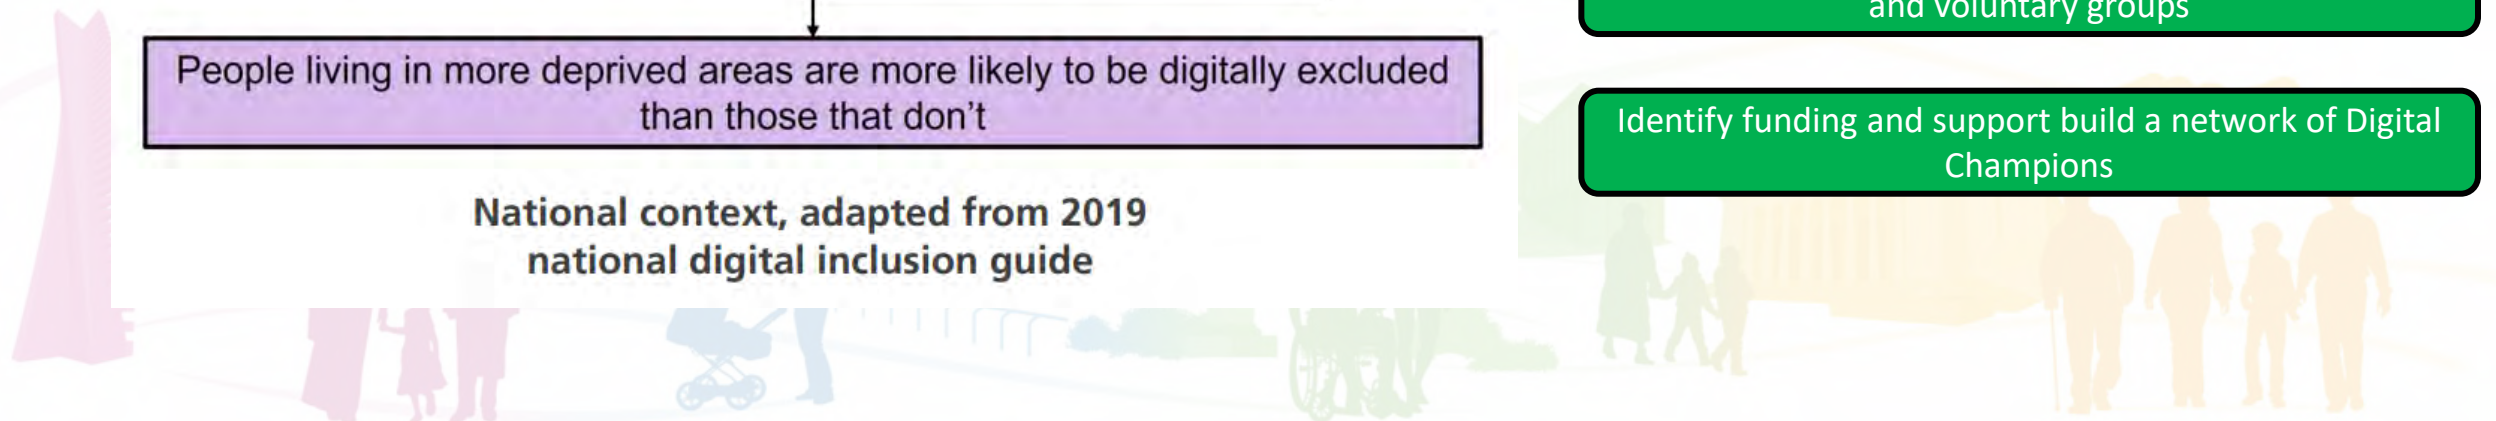 People living in more deprived areas are more likely to be digitally excluded
than those that don't
National context, adapted from 2019
national digital inclusion guide
and voluntary groups
Identify funding and support build a network of Digital
Champions